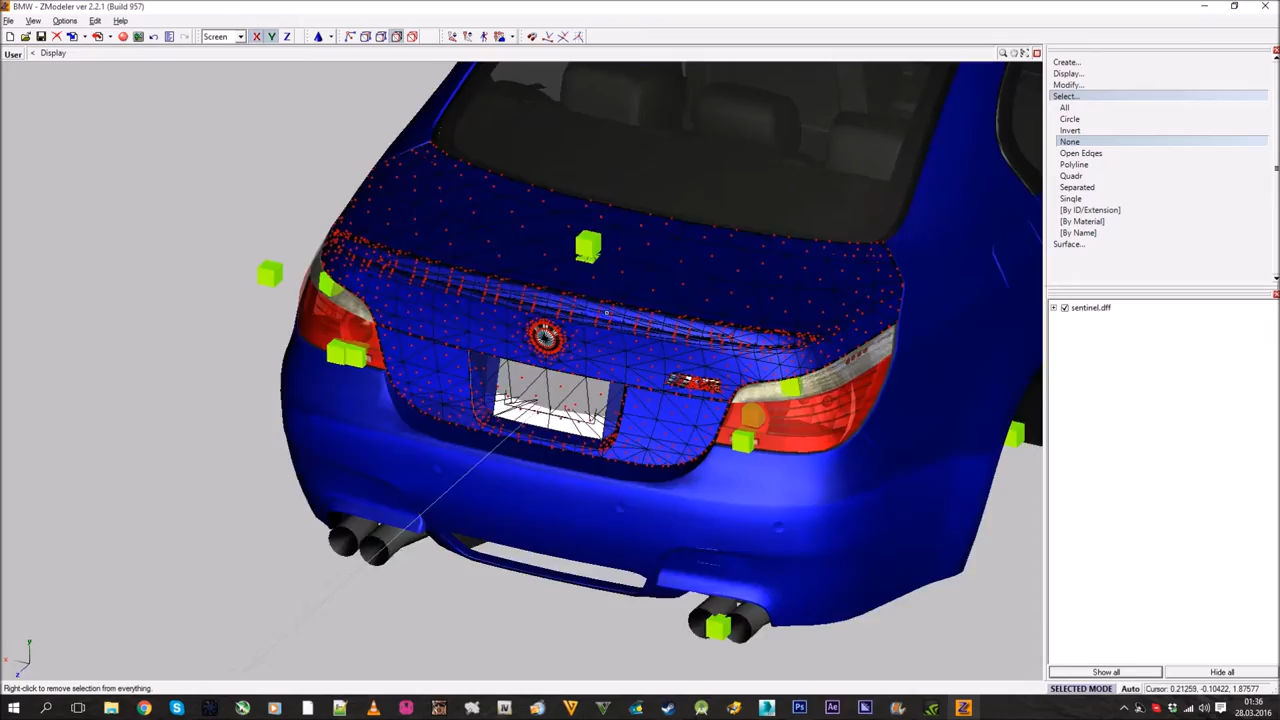 BMW - ZModeler ver 2.2.1 (Build 957)
File View Options Edit Help
Screen X Y Z
User < Display
Create...
Display...
Modify...
Select...
All
Circle
Invert
None
Open Edges
Polyline
Quadr
Separated
Single
[By ID/Extension]
[By Material]
[By Name]
Surface...
sentinel.dff
y
x
z
Show all Hide all
Right-click to remove selection from everything.
SELECTED MODE Auto Cursor: 0.21259, -0.10422, 1.87577
Ps Ae
01:36
28.03.2016